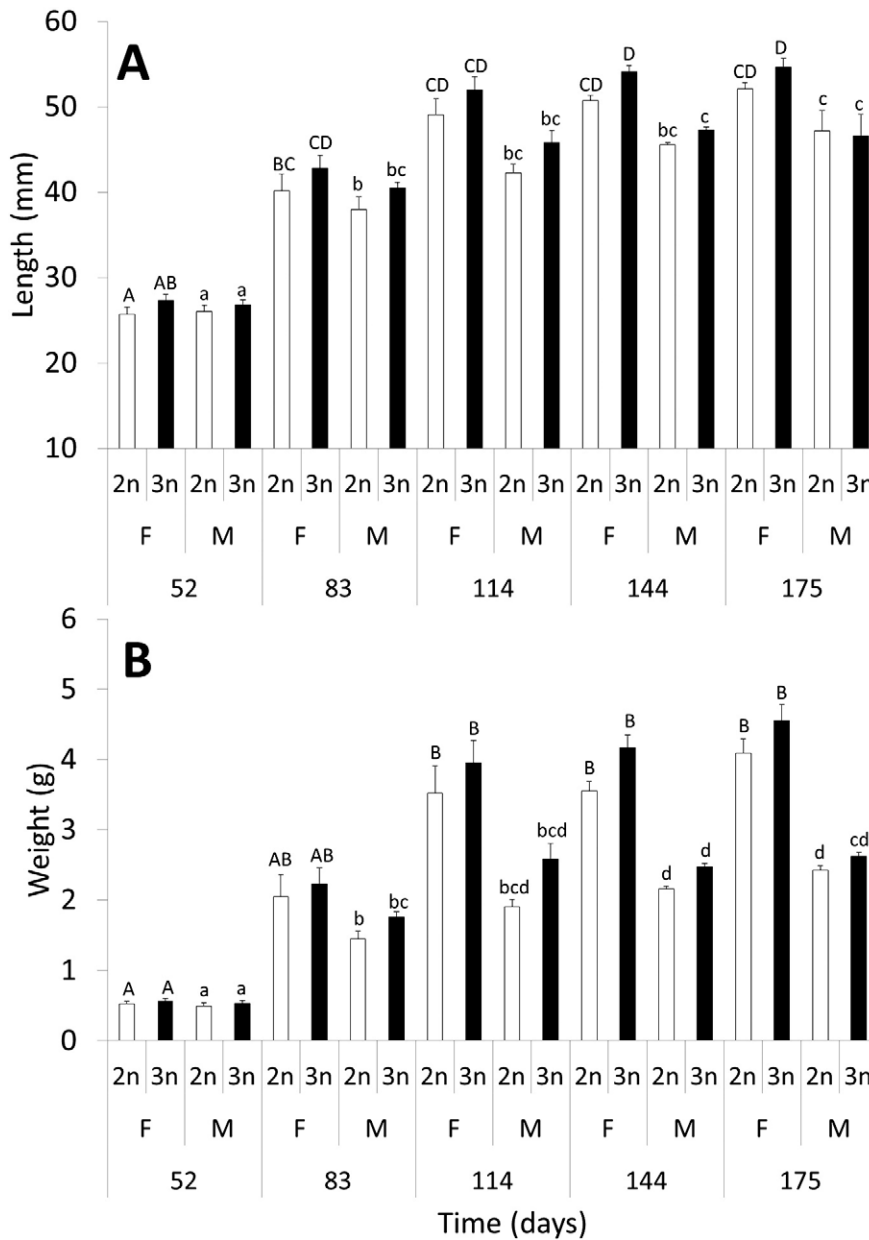 A
60
50
40
30
20
10
Length (mm)
A AB a a BC CD b bc CD CD bc bc CD D bc c CD D c c
2n 3n 2n 3n 2n 3n 2n 3n 2n 3n 2n 3n 2n 3n 2n 3n 2n 3n 2n 3n
F M F M F M F M F M
52 83 114 144 175
B
6
5
4
3
2
1
0
Weight (g)
A A a a AB AB b bc B B bcd bcd B B d d B B d cd
2n 3n 2n 3n 2n 3n 2n 3n 2n 3n 2n 3n 2n 3n 2n 3n 2n 3n 2n 3n
F M F M F M F M F M
52 83 114 144 175
Time (days)